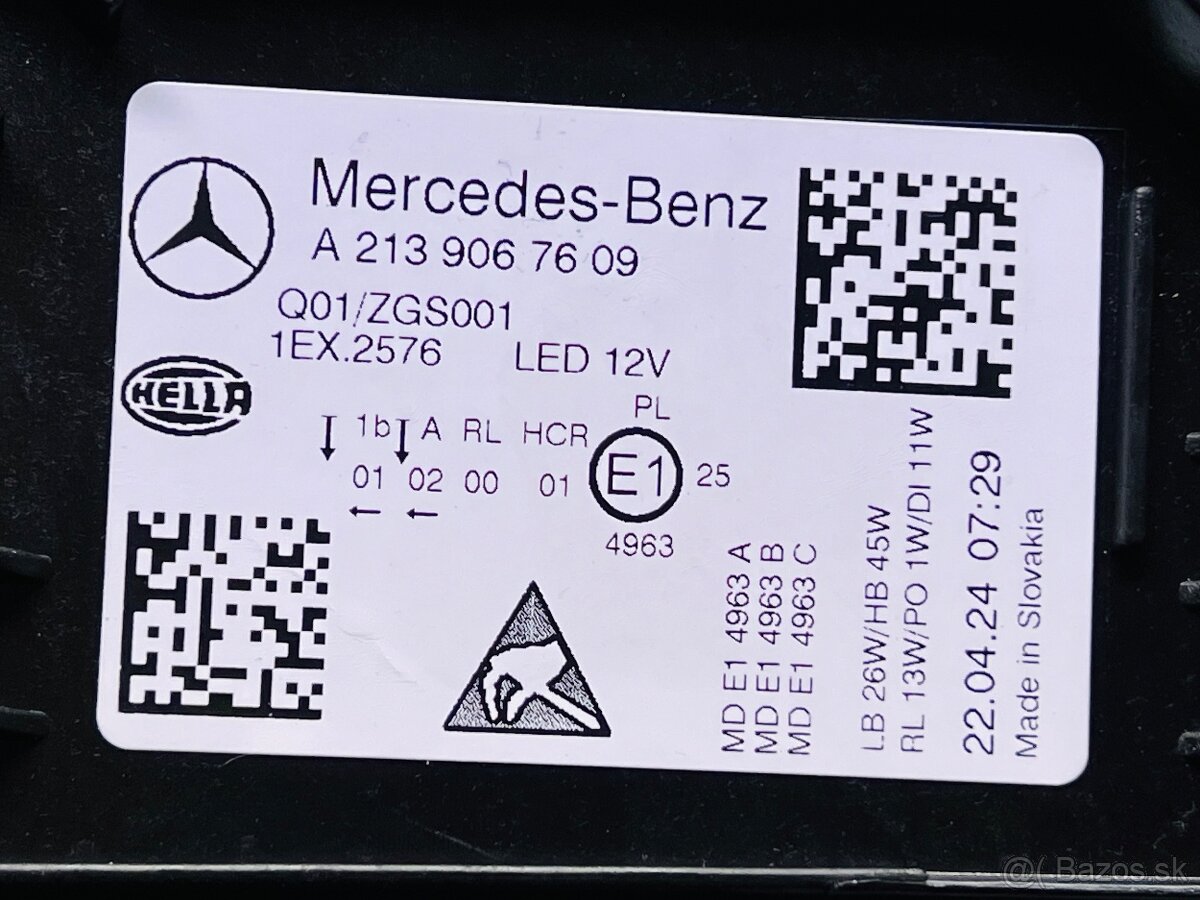 Mercedes-Benz
A 213 906 76 09
Q01/ZGS001
1EX.2576 LED 12V
HELLA
PL
1b A RL HCR E1 25
01 02 00 01
4963
MD E1 4963 A
MD E1 4963 B
MD E1 4963 C
LB 26W/HB 45W
RL 13W/PO 1W/DI 11W
22.04.24 07:29
Made in Slovakia
@( Bazos.sk